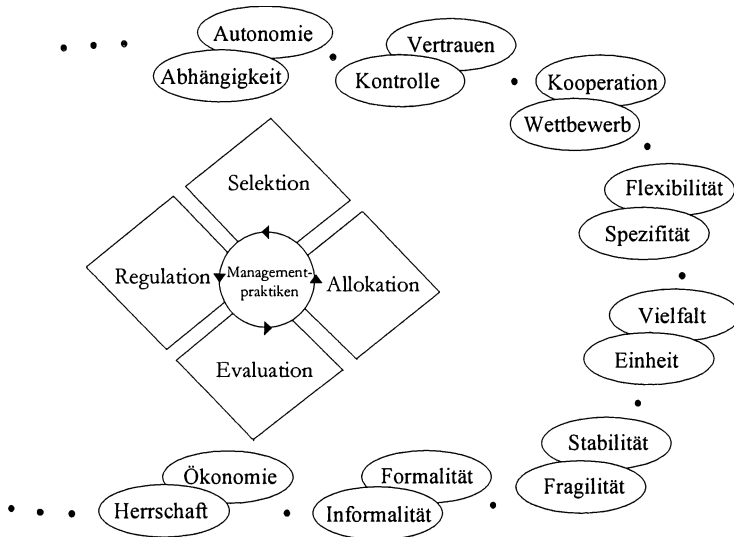 Autonomie
Abhängigkeit
Vertrauen
Kontrolle
Kooperation
Wettbewerb
Flexibilität
Spezifität
Vielfalt
Einheit
Stabilität
Fragilität
Formalität
Informalität
Ökonomie
Herrschaft
Selektion
Regulation
Management-
praktiken
Allokation
Evaluation